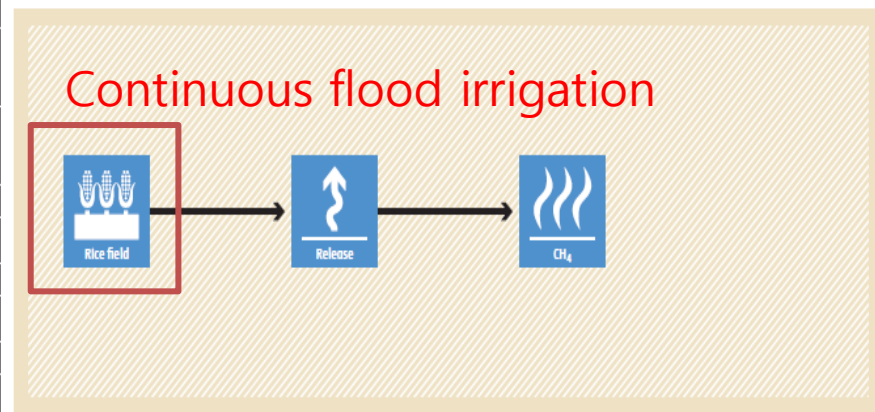 Continuous flood irrigation
Rice field
Release
CH₄